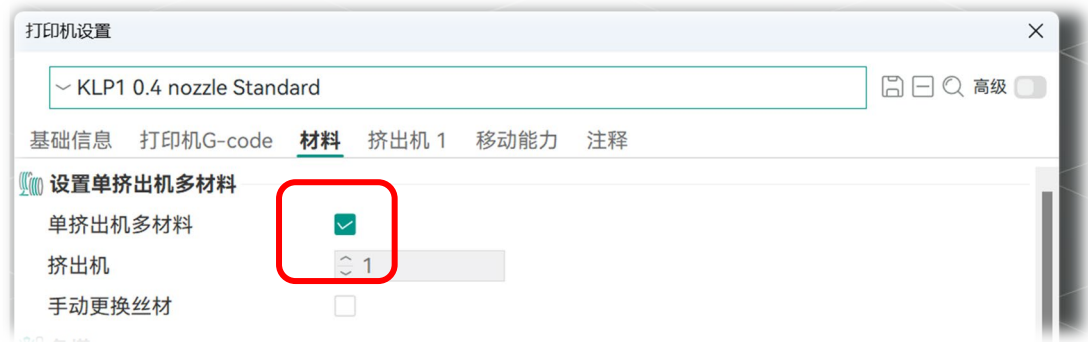 打印机设置
KLP1 0.4 nozzle Standard 高级
基础信息 打印机G-code 材料 挤出机 1 移动能力 注释
设置单挤出机多材料
单挤出机多材料
挤出机 1
手动更换丝材